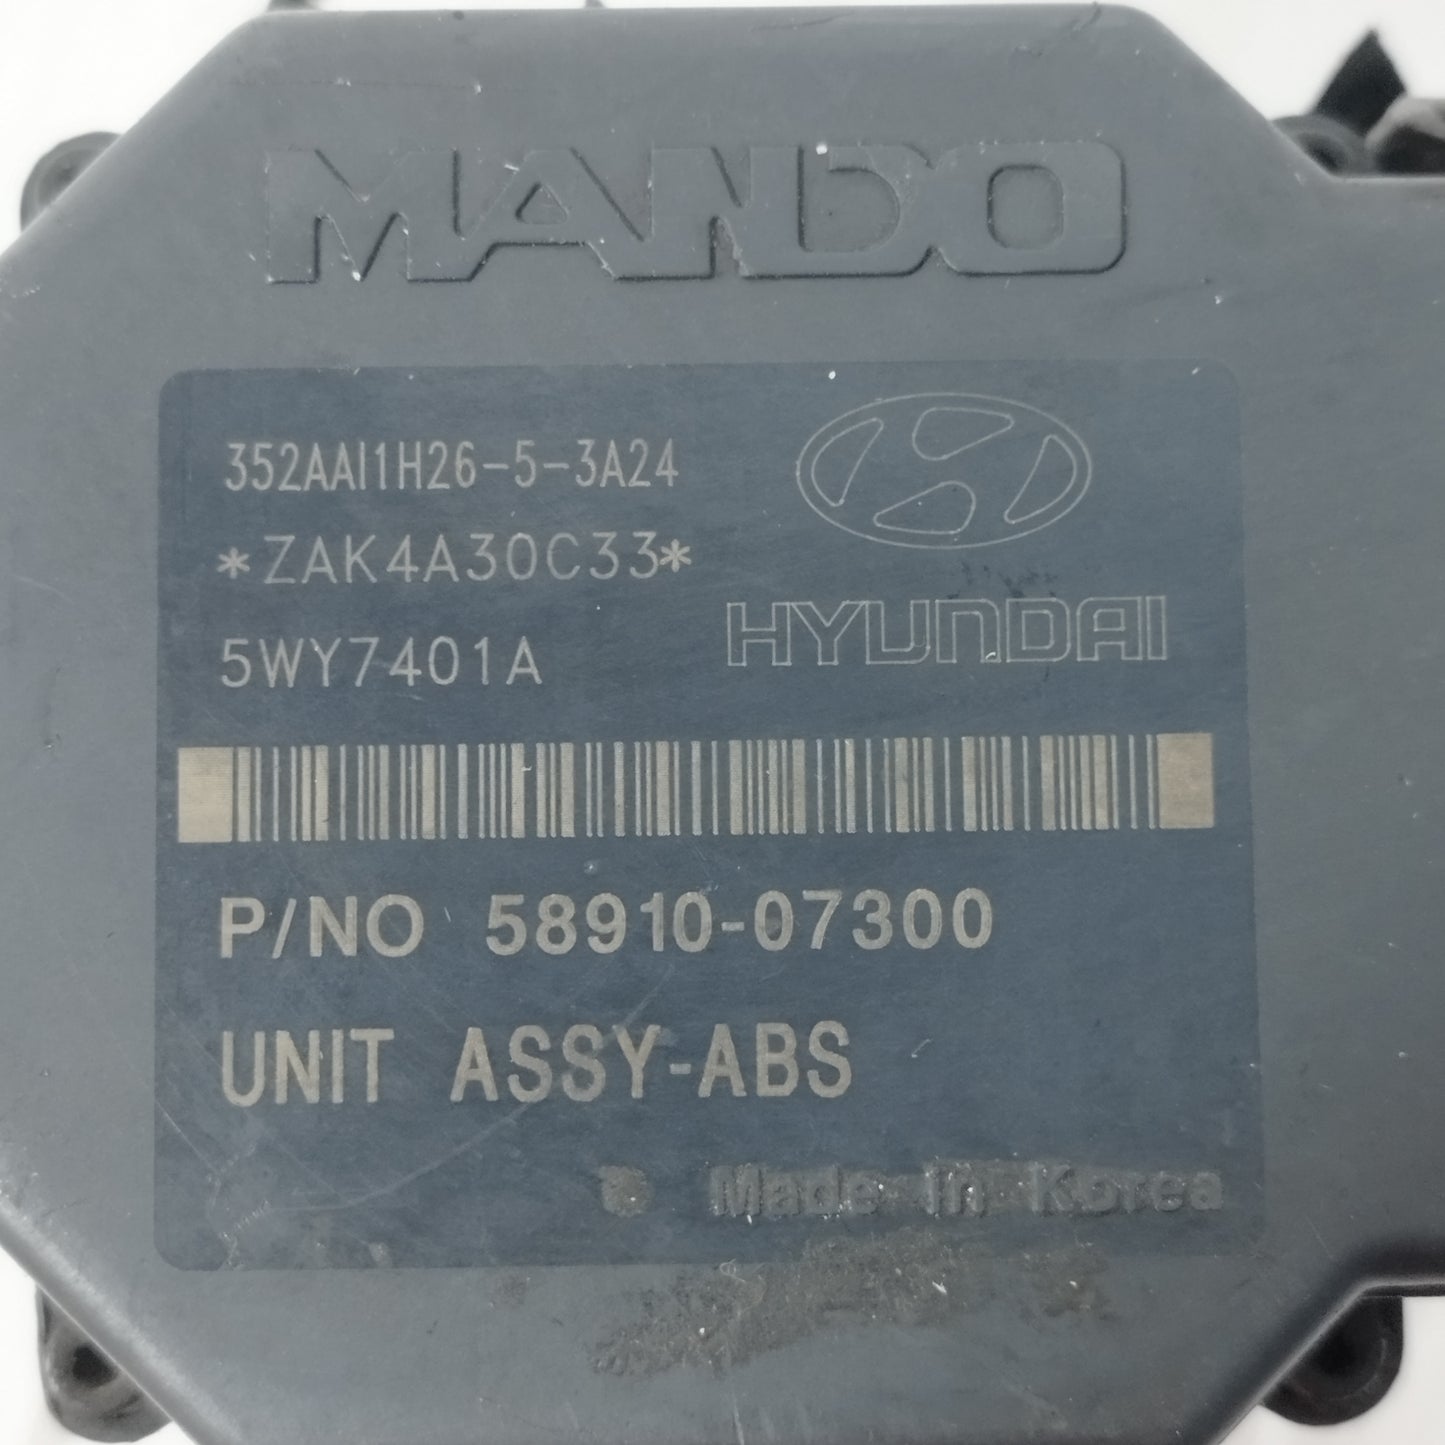 MANDO
352AAI1H26-5-3A24
*ZAK4A30C33*
5WY7401A
HYUNDAI
P/NO 58910-07300
UNIT ASSY-ABS
Made in Korea